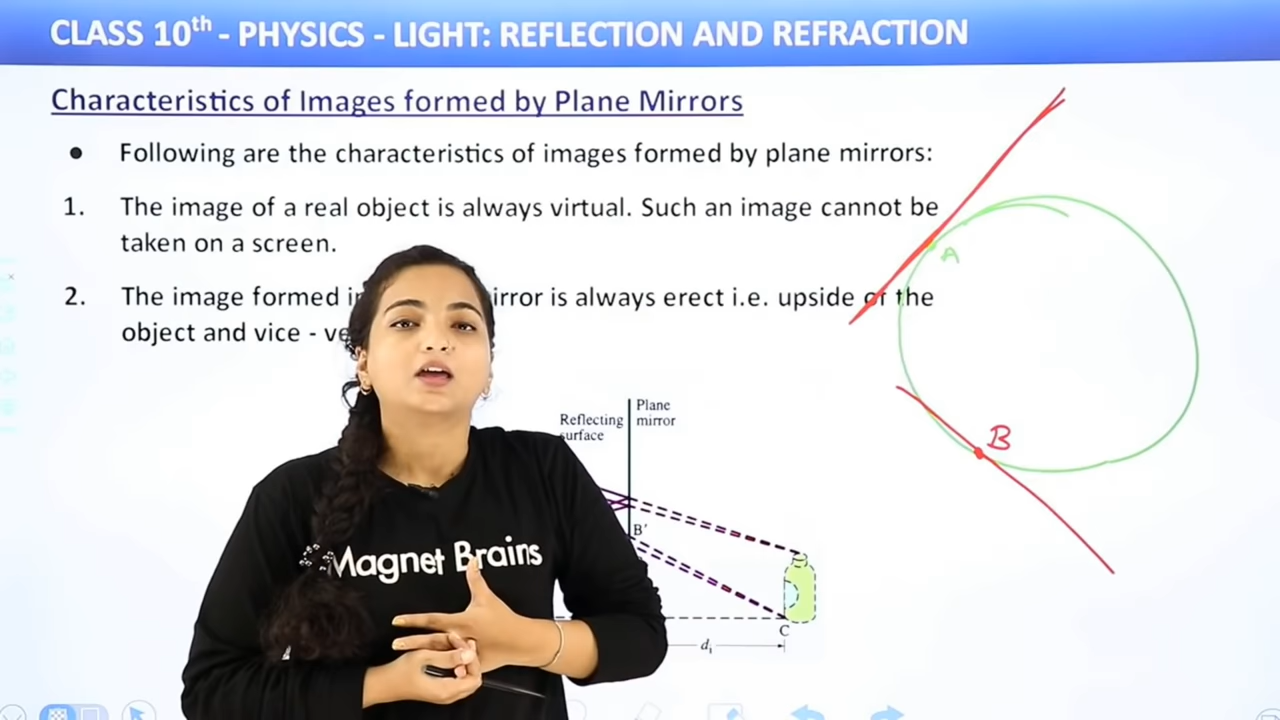 CLASS 10th - PHYSICS - LIGHT: REFLECTION AND REFRACTION
Characteristics of Images formed by Plane Mirrors
• Following are the characteristics of images formed by plane mirrors:
1. The image of a real object is always virtual. Such an image cannot be
taken on a screen.
2. The image formed irror is always erect i.e. upside of the
object and vice - ve
A
B
Plane
mirror
Reflecting
surface
B'
C
di
Magnet Brains